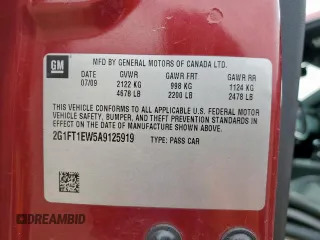 GM
MFD BY GENERAL MOTORS OF CANADA LTD.
DATE GVWR GAWR FRT GAWR RR
07/09 2122 KG 998 KG 1124 KG
4678 LB 2200 LB 2478 LB
THIS VEHICLE CONFORMS TO ALL APPLICABLE U.S. FEDERAL MOTOR
VEHICLE SAFETY, BUMPER, AND THEFT PREVENTION STANDARDS IN
EFFECT ON THE DATE OF MANUFACTURE SHOWN ABOVE.
2G1FT1EW5A9125919 TYPE: PASS CAR
DREAMBID